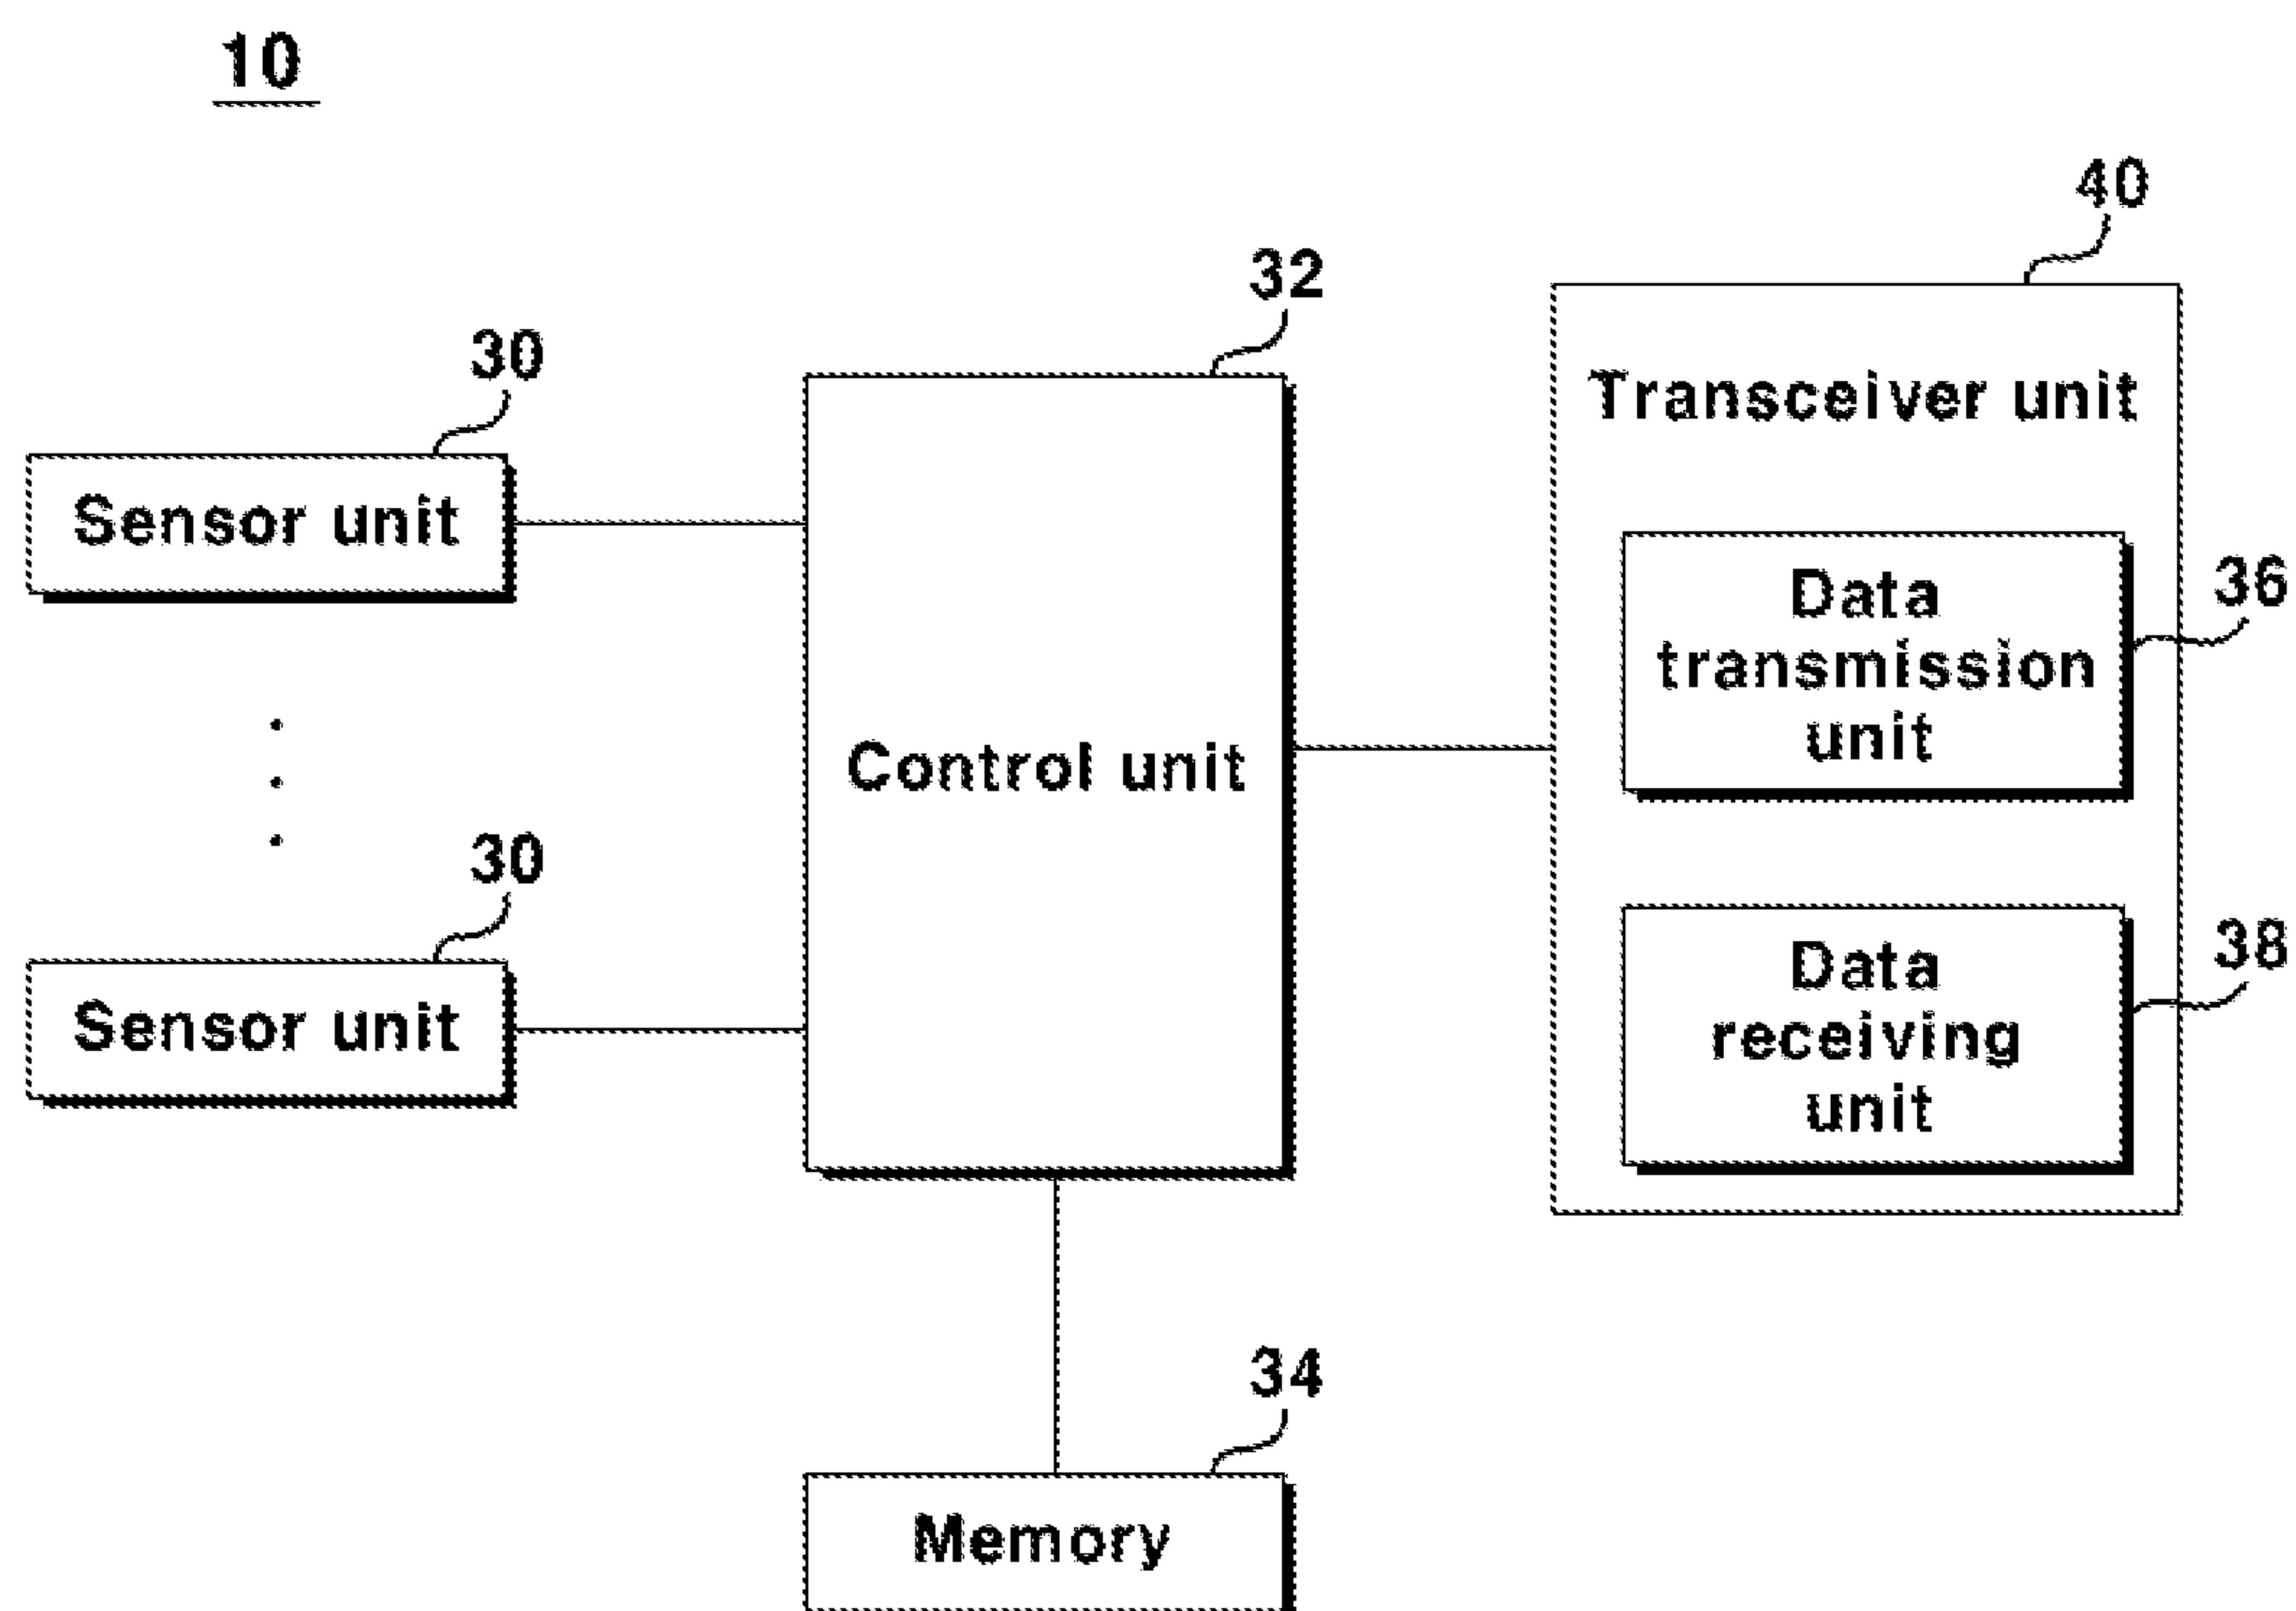 10
40
32
30
Transceiver unit
Sensor unit
36
Data
transmission
unit
Control unit
30
38
Data
receiving
unit
Sensor unit
34
Memory